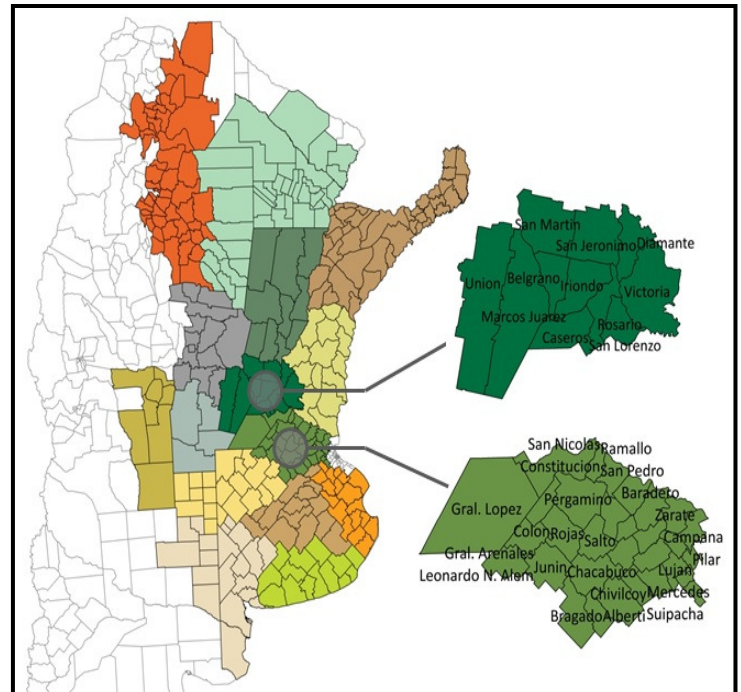 San Martin
San Jeronimo
Diamante
Union
Belgrano
Iriondo
Victoria
Marcos Juarez
Rosario
Caseros
San Lorenzo
San Nicolas
Ramallo
Constitucions
San Pedro
Baradero
Pergamino
Gral. Lopez
Zarate
Colon
Rojas
Salto
Campana
Gral. Arenales
Pilar
Leonardo N. Alem
Junin
Chacabuco
Lujan
Chivilcoy
Mercedes
Bragado
Alberti
Suipacha